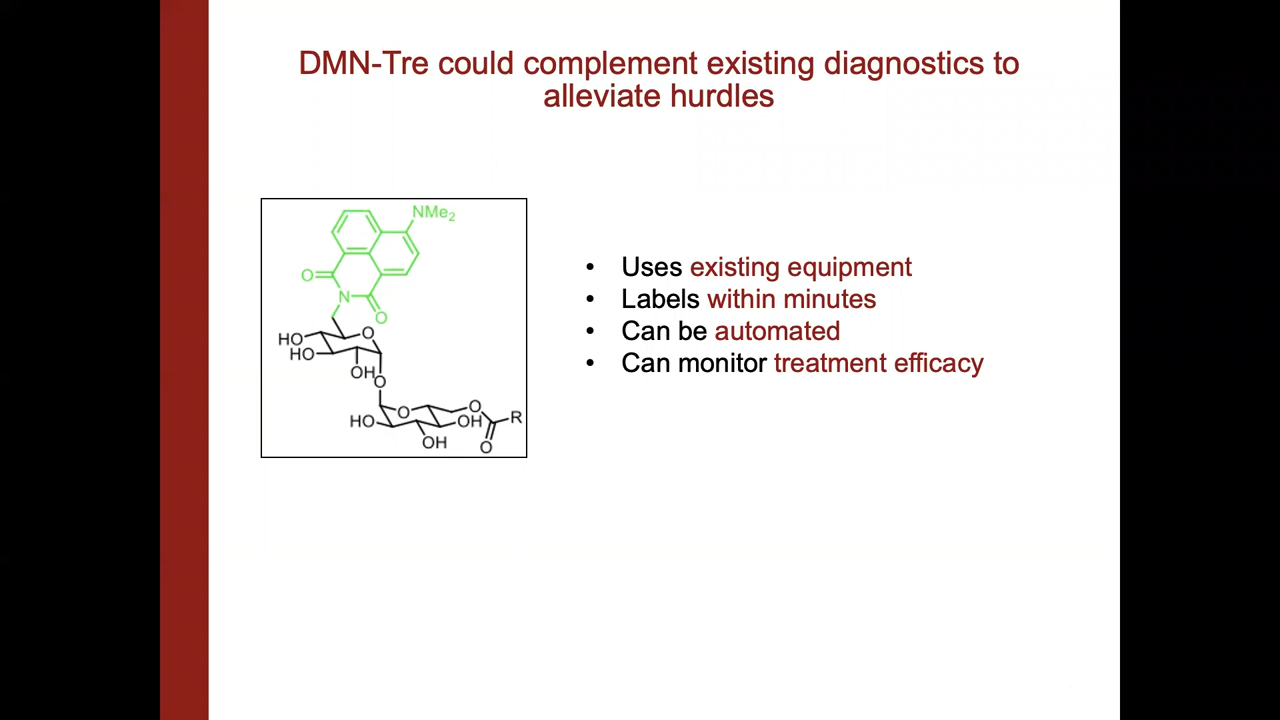 DMN-Tre could complement existing diagnostics to
alleviate hurdles
NMe₂
O
N
O
HO
O
HO
OH
O
O
O
HO
OH
R
OH
O
• Uses existing equipment
• Labels within minutes
• Can be automated
• Can monitor treatment efficacy